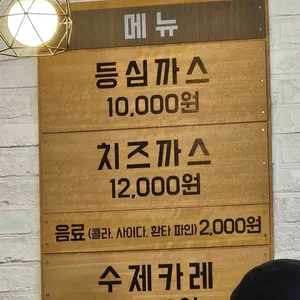 메뉴
등심까스
10,000원
치즈까스
12,000원
음료 (콜라. 사이다. 환타 파인) 2,000원
수제카레